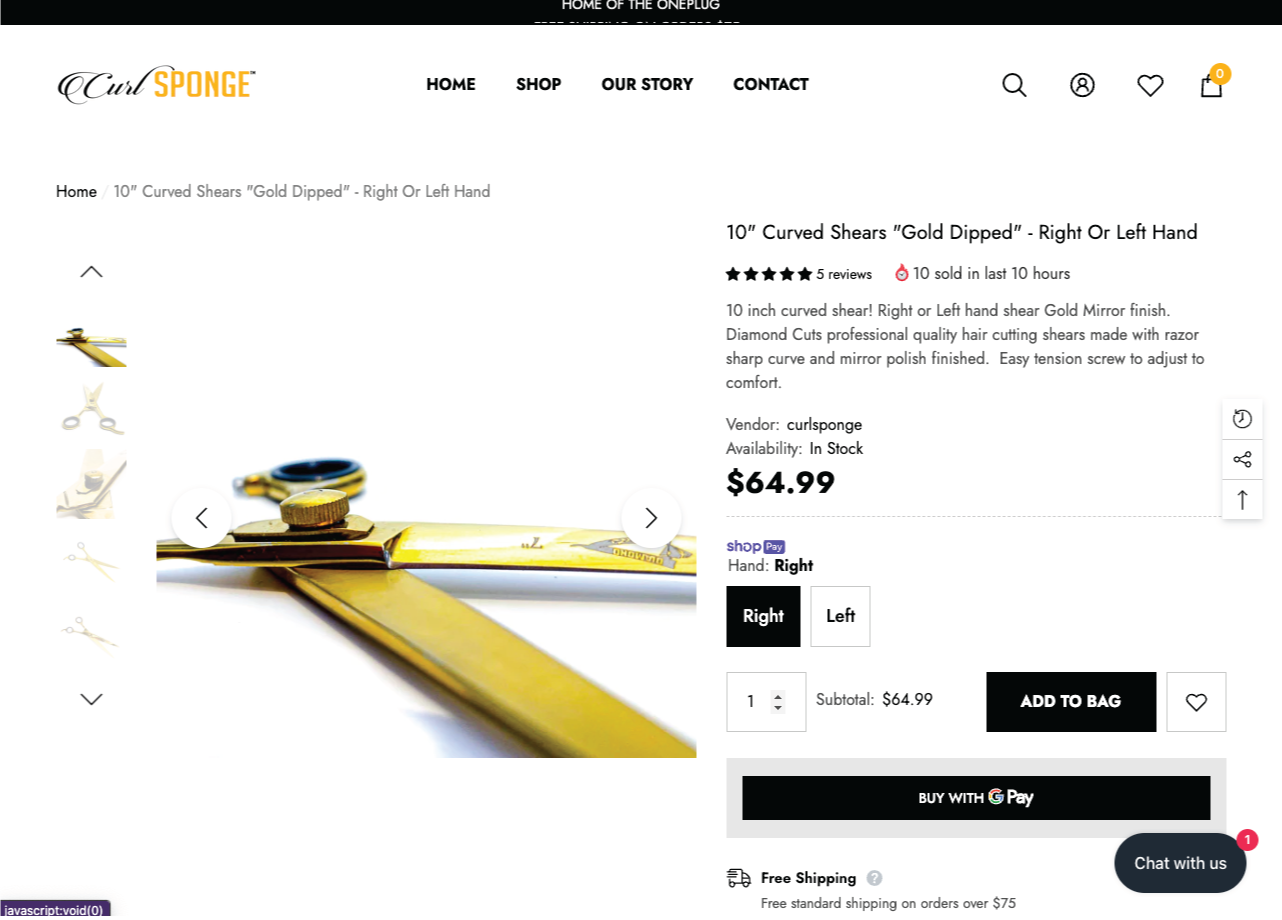 HOME OF THE ONEPLUG
FREE SHIPPING ON ORDERS $75
Curl SPONGE™
HOME
SHOP
OUR STORY
CONTACT
0
Home / 10" Curved Shears "Gold Dipped" - Right Or Left Hand
10" Curved Shears "Gold Dipped" - Right Or Left Hand
5 reviews
10 sold in last 10 hours
10 inch curved shear! Right or Left hand shear Gold Mirror finish.
Diamond Cuts professional quality hair cutting shears made with razor
sharp curve and mirror polish finished.  Easy tension screw to adjust to
comfort.
Vendor: curlsponge
Availability: In Stock
$64.99
shop Pay
Hand: Right
Right
Left
1
Subtotal: $64.99
ADD TO BAG
BUY WITH G Pay
1
Chat with us
Free Shipping ?
Free standard shipping on orders over $75
javascript:void(0)